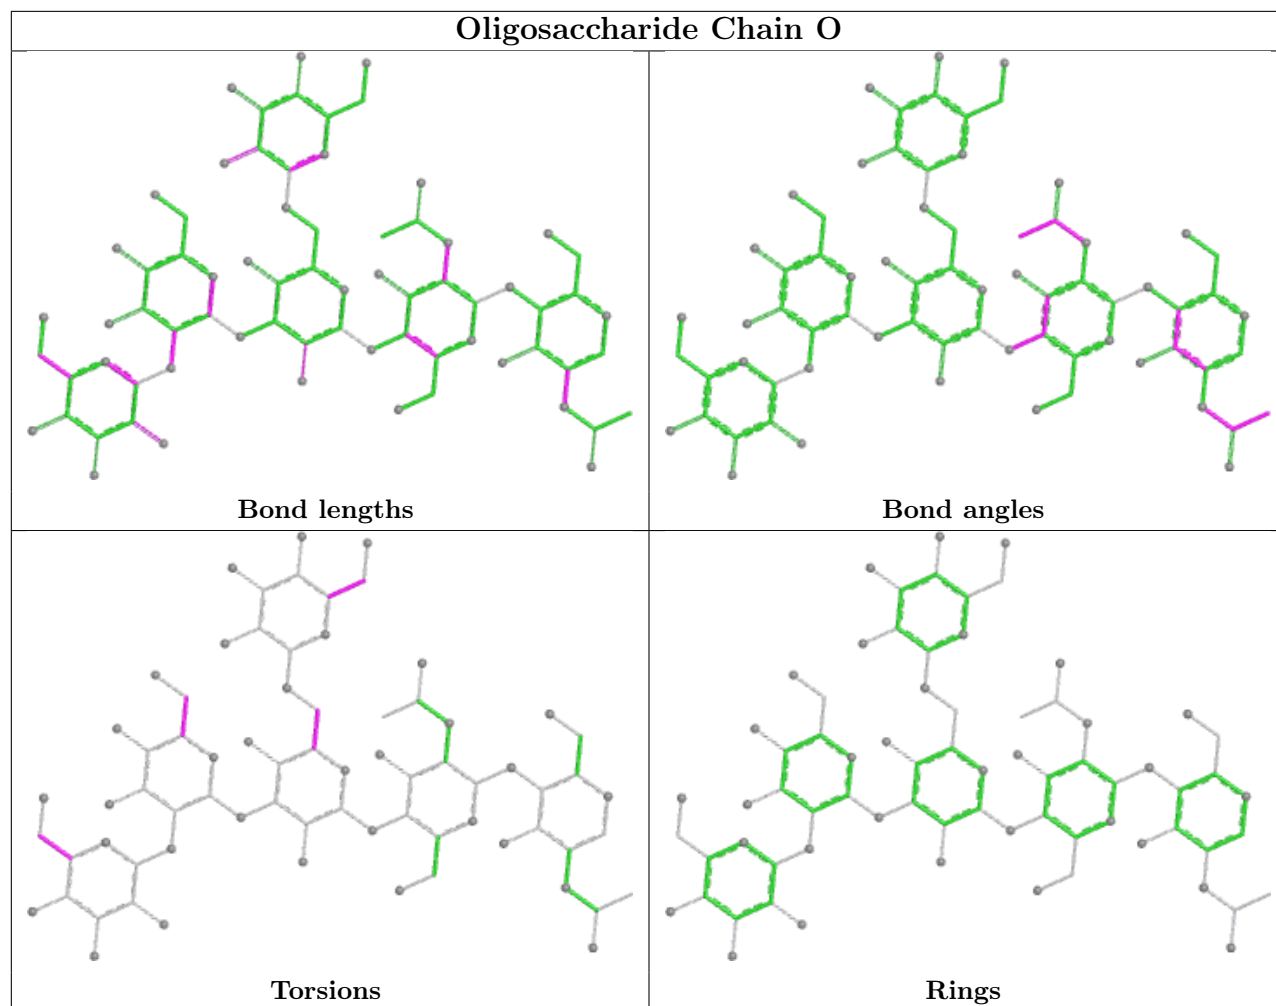 Oligosaccharide Chain O
Bond lengths
Bond angles
Torsions
Rings